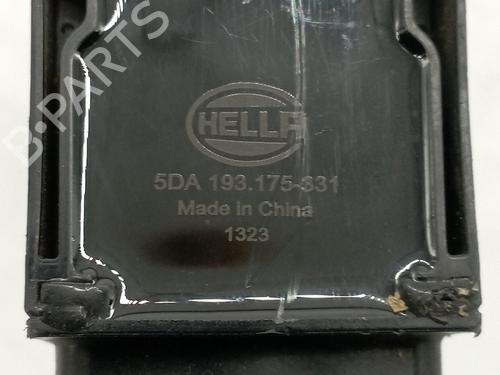 HELLA
5DA 193.175-331
Made in China
1323
B-PARTS